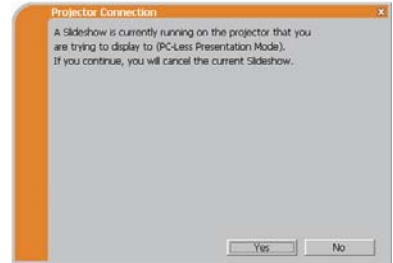 Projector Connection
A Slideshow is currently running on the projector that you
are trying to display to (PC-Less Presentation Mode).
If you continue, you will cancel the current Slideshow.
Yes
No